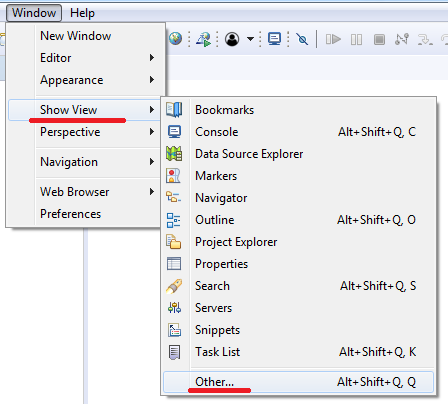 Window Help
New Window
Editor
Appearance
Show View
Perspective
Navigation
Web Browser
Preferences
Bookmarks
Console Alt+Shift+Q, C
Data Source Explorer
Markers
Navigator
Outline Alt+Shift+Q, O
Project Explorer
Properties
Search Alt+Shift+Q, S
Servers
Snippets
Task List Alt+Shift+Q, K
Other... Alt+Shift+Q, Q